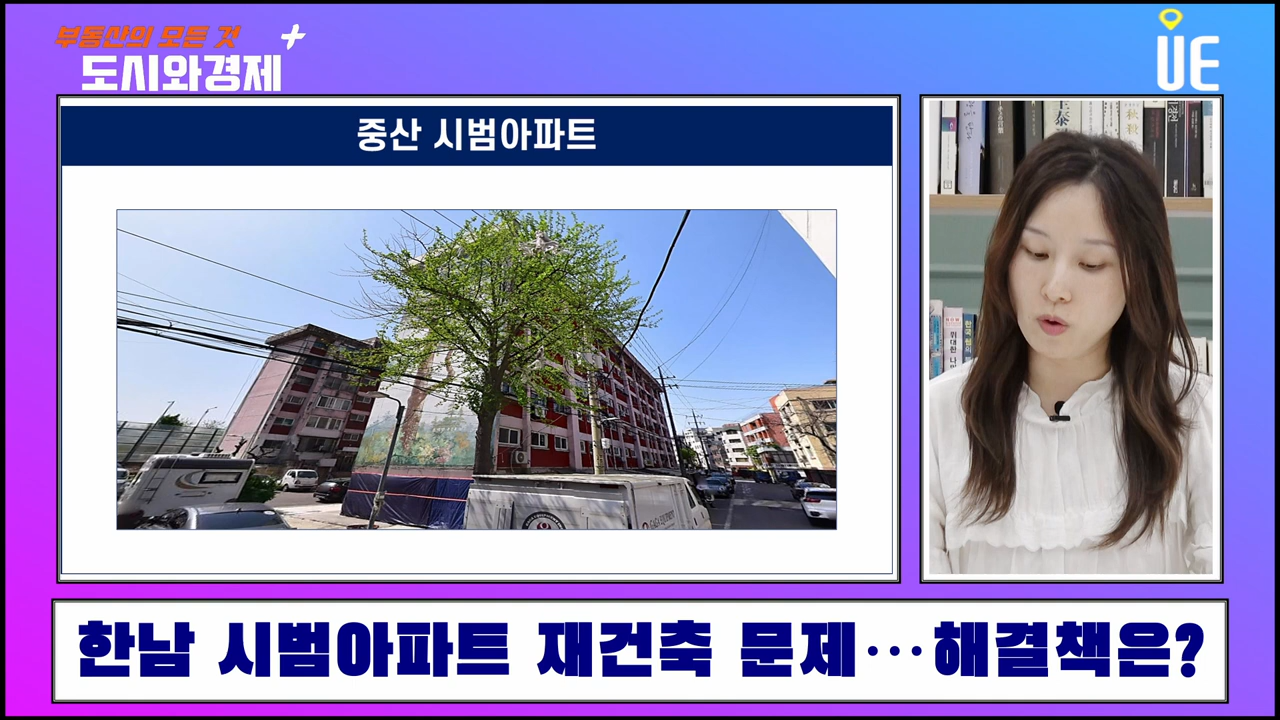 부동산의 모든 것
도시와경제
UE
중산 시범아파트
한남 시범아파트 재건축 문제…해결책은?